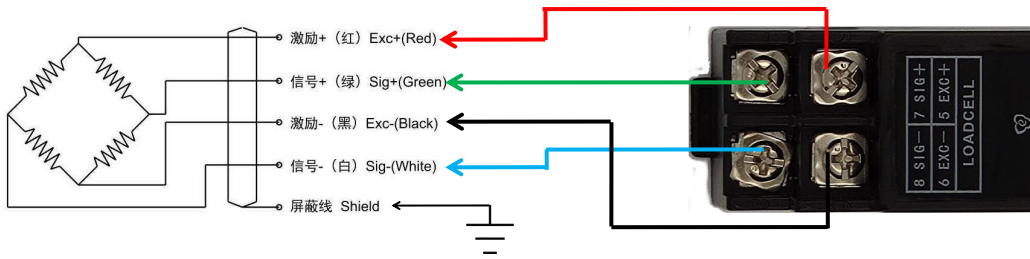 激励+（红）Exc+(Red)
信号+（绿）Sig+(Green)
激励-（黑）Exc-(Black)
信号-（白）Sig-(White)
屏蔽线 Shield
8 SIG- 7 SIG+
6 EXC- 5 EXC+
LOADCELL